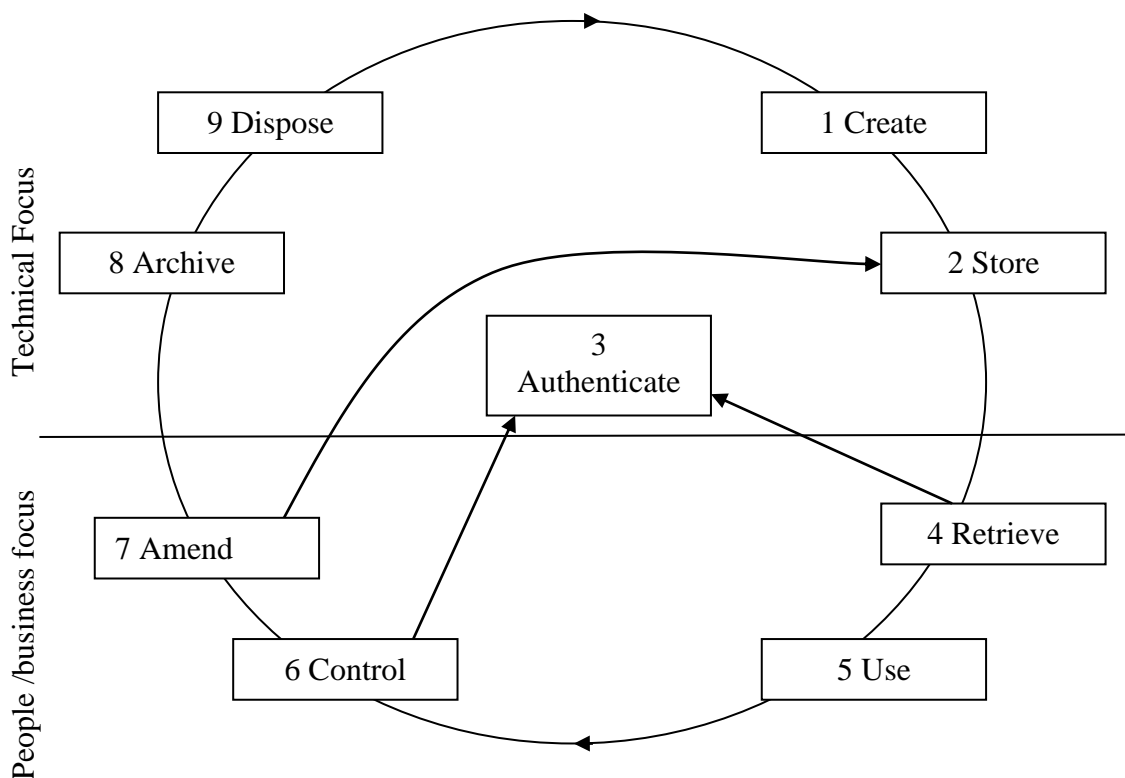 9 Dispose
1 Create
8 Archive
2 Store
Technical Focus
3
Authenticate
7 Amend
4 Retrieve
6 Control
5 Use
People /business focus